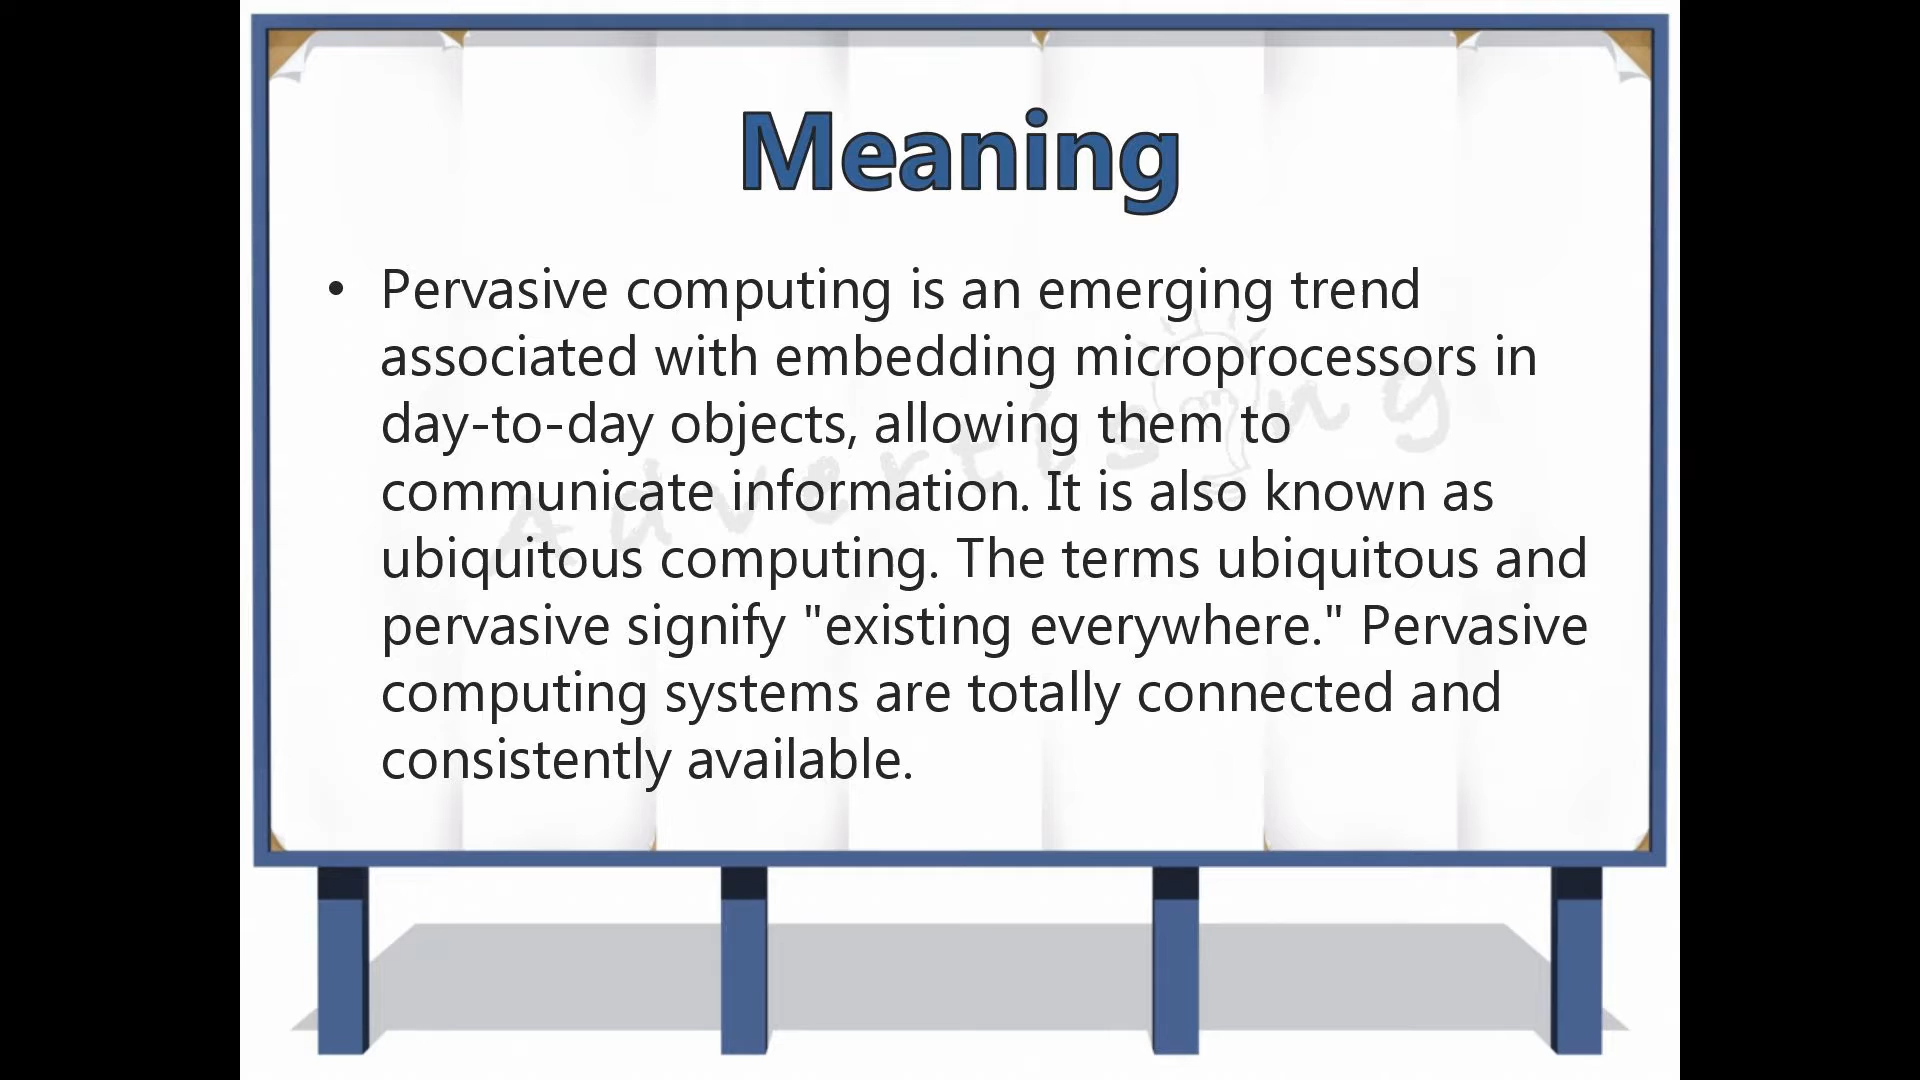 Meaning
• Pervasive computing is an emerging trend
associated with embedding microprocessors in
day-to-day objects, allowing them to
communicate information. It is also known as
ubiquitous computing. The terms ubiquitous and
pervasive signify "existing everywhere." Pervasive
computing systems are totally connected and
consistently available.
Advertising